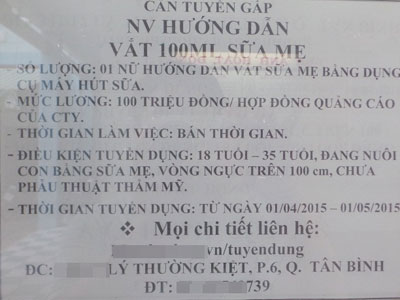 CẦN TUYỂN GẤP
NV HƯỚNG DẪN
VẮT 100ML SỮA MẸ
- SỐ LƯỢNG: 01 NỮ HƯỚNG DẪN VẮT SỮA MẸ BẰNG DỤNG
CỤ MÁY HÚT SỮA.
- MỨC LƯƠNG: 100 TRIỆU ĐỒNG/ HỢP ĐỒNG QUẢNG CÁO
CỦA CTY.
- THỜI GIAN LÀM VIỆC: BÁN THỜI GIAN.
- ĐIỀU KIỆN TUYỂN DỤNG: 18 TUỔI – 35 TUỔI, ĐANG NUÔI
CON BẰNG SỮA MẸ, VÒNG NGỰC TRÊN 100 cm, CHƯA
PHẪU THUẬT THẨM MỸ.
- THỜI GIAN TUYỂN DỤNG: TỪ NGÀY 01/04/2015 – 01/05/2015
❖ Mọi chi tiết liên hệ:
.vn/tuyendung
ĐC: LÝ THƯỜNG KIỆT, P.6, Q. TÂN BÌNH
ĐT: 739